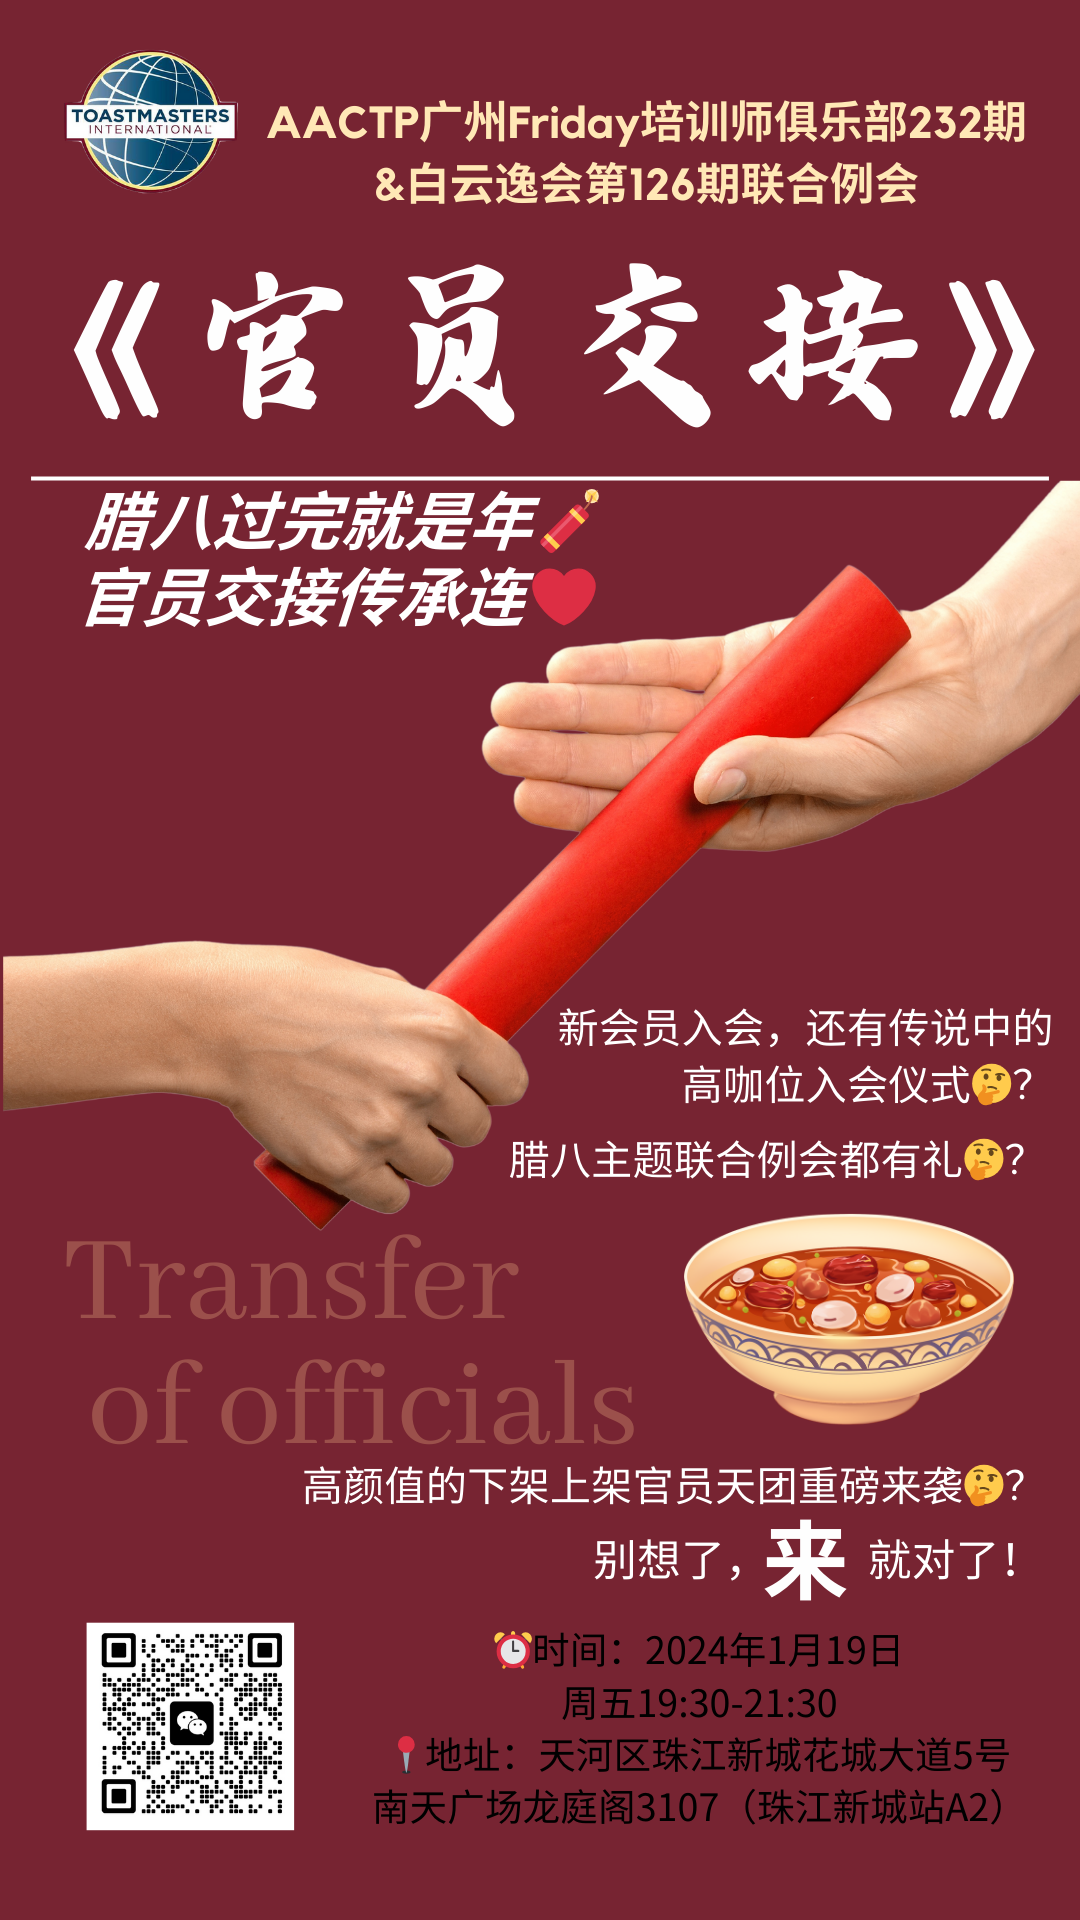 TOASTMASTERS
INTERNATIONAL
AACTP广州Friday培训师俱乐部232期
&白云逸会第126期联合例会
《官员交接》
腊八过完就是年🧨
官员交接传承连❤
新会员入会，还有传说中的
高咖位入会仪式🤔？
腊八主题联合例会都有礼🤔？
Transfer
of officials
高颜值的下架上架官员天团重磅来袭🤔？
别想了，来 就对了！
⏰时间：2024年1月19日
周五19:30-21:30
📍地址：天河区珠江新城花城大道5号
南天广场龙庭阁3107（珠江新城站A2）